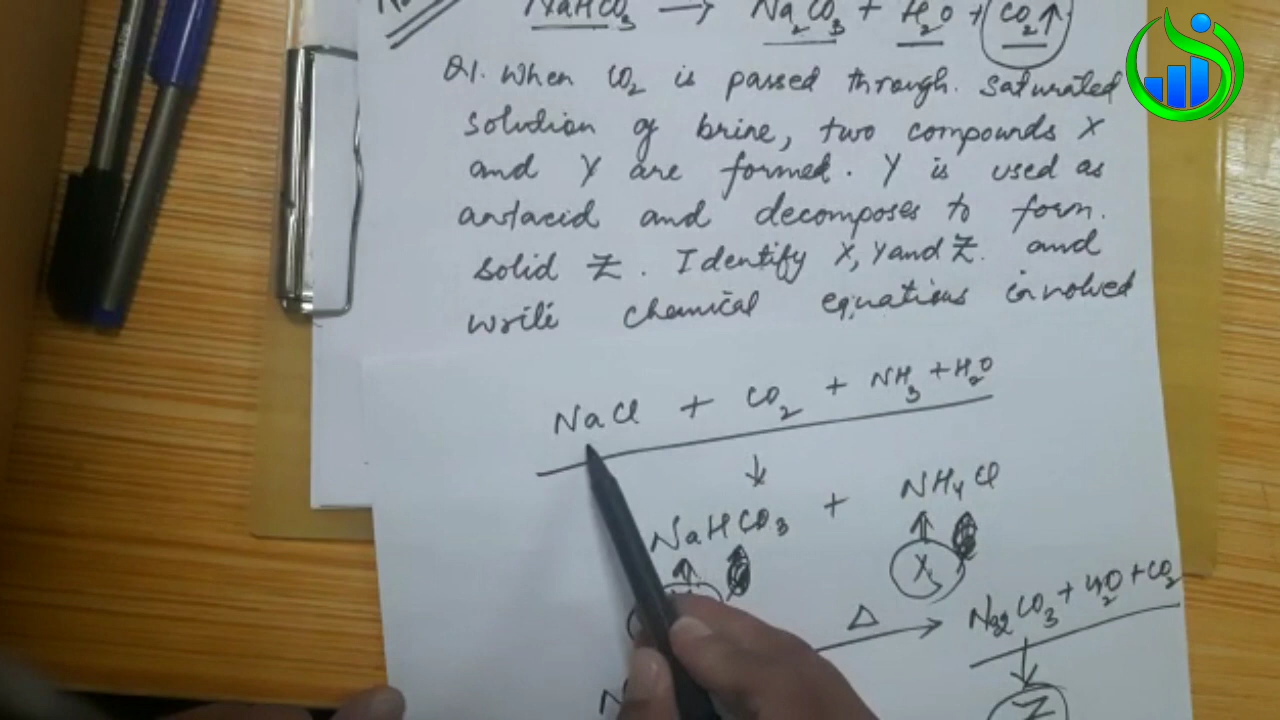 NaHCO₃ → Na₂CO₃ + H₂O + CO₂↑
Q1. When CO₂ is passed through. saturated
solution of brine, two compounds X
and Y are formed. Y is used as
antacid and decomposes to form.
solid Z. Identify X, Y and Z. and
write chemical equations involved
NaCl + CO₂ + NH₃ + H₂O
↓
NaHCO₃ + NH₄Cl
X
Δ → Na₂CO₃ + H₂O + CO₂
Z